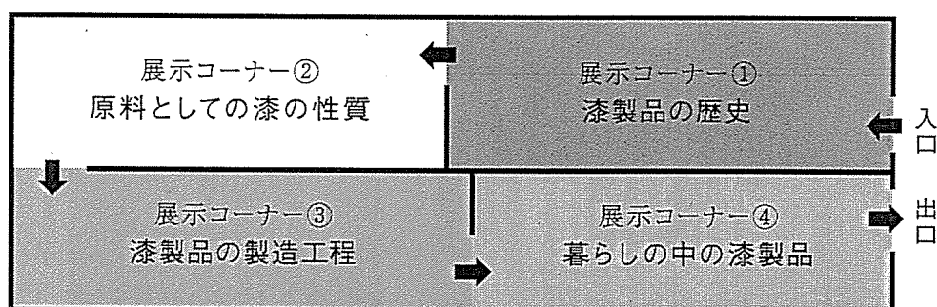 展示コーナー①
漆製品の歴史
入口
展示コーナー②
原料としての漆の性質
展示コーナー③
漆製品の製造工程
展示コーナー④
暮らしの中の漆製品
出口